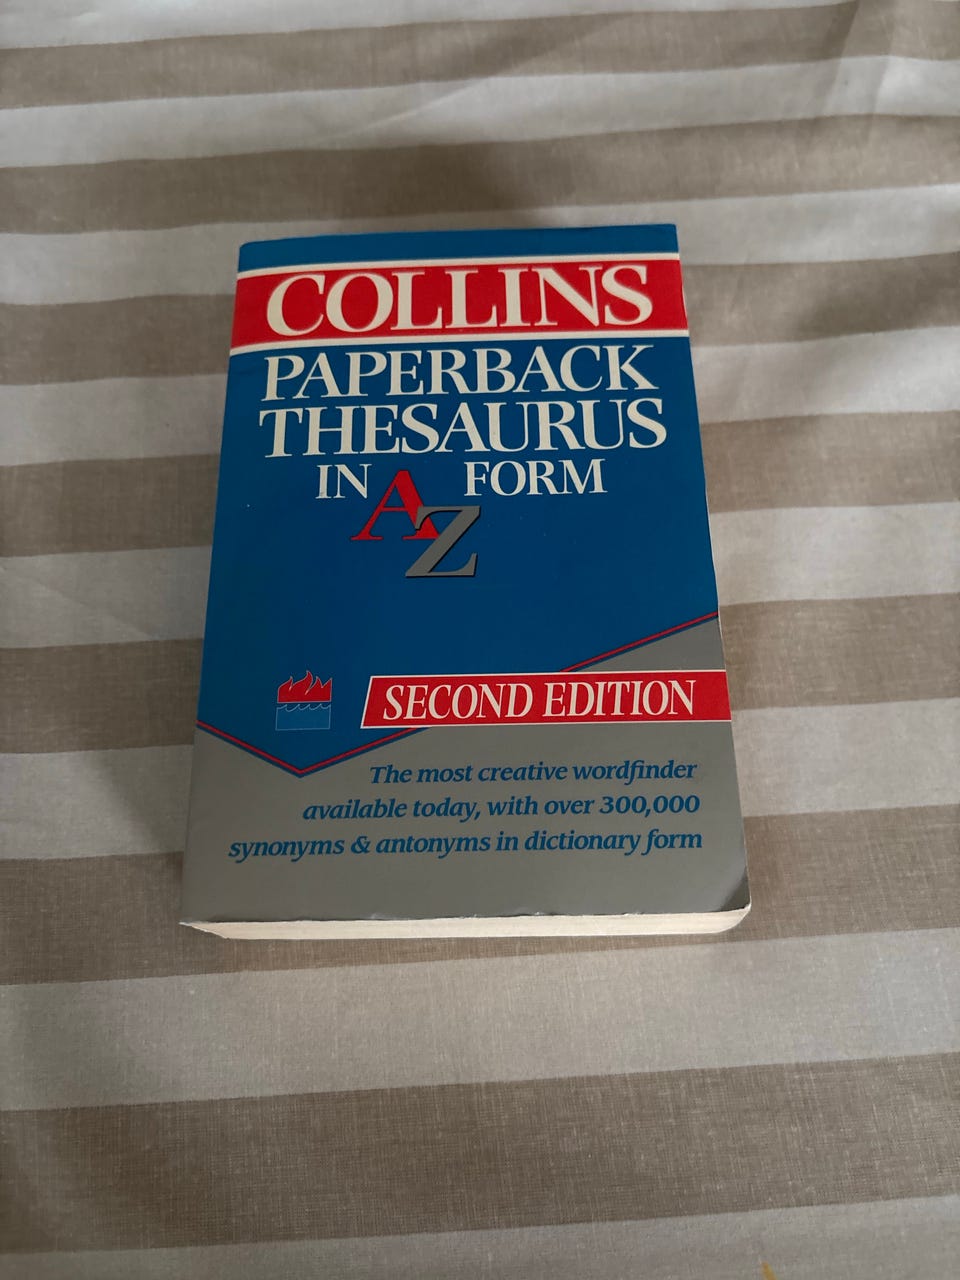 COLLINS
PAPERBACK
THESAURUS
IN AZ FORM
SECOND EDITION
The most creative wordfinder
available today, with over 300,000
synonyms & antonyms in dictionary form